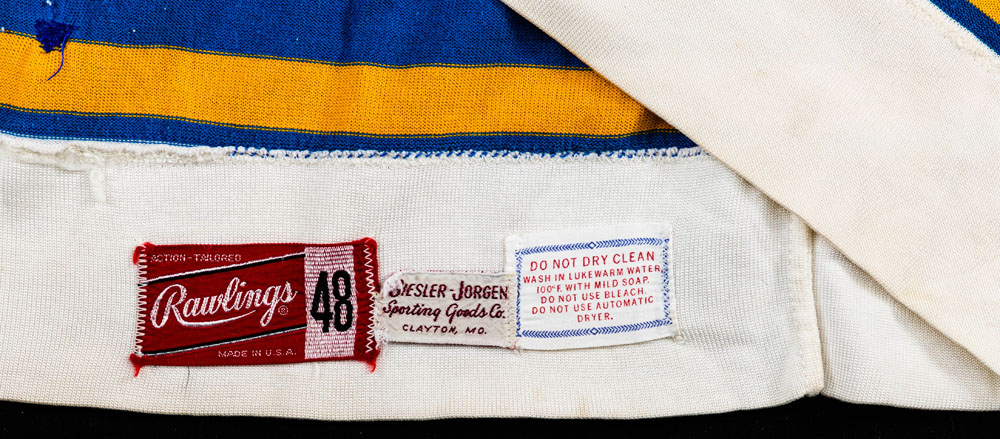 ACTION-TAILORED
Rawlings®
48
MADE IN U.S.A.
SIESLER-JORGEN
Sporting Goods Co.
CLAYTON, MO.
DO NOT DRY CLEAN
WASH IN LUKEWARM WATER,
100°F. WITH MILD SOAP.
DO NOT USE BLEACH.
DO NOT USE AUTOMATIC
DRYER.